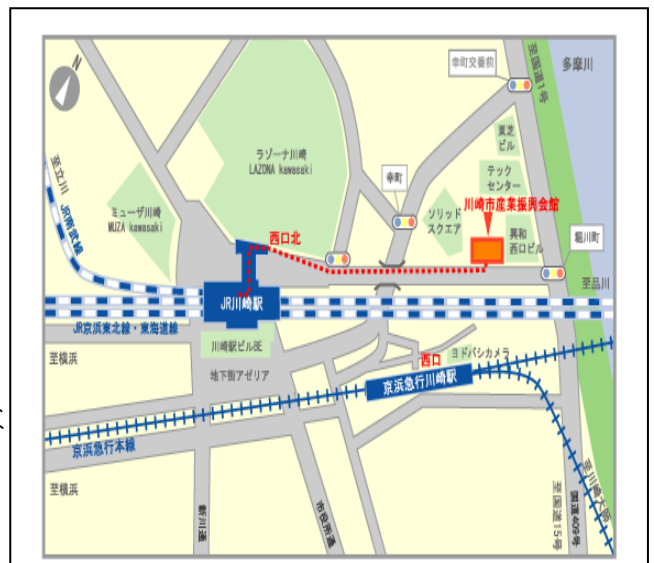 N
幸町交番前
至国道1号
多摩川
東芝
ビル
テック
センター
ラゾーナ川崎
LAZONA kawasaki
幸町
川崎市産業振興会館
至立川
JR南武線
ミューザ川崎
MUZA kawasaki
ソリッド
スクエア
興和
西口ビル
堀川町
西口北
至品川
JR川崎駅
JR京浜東北線・東海道線
川崎駅ビルBE
至横浜
地下街アゼリア
西口
ヨドバシカメラ
京浜急行川崎駅
京浜急行本線
至横浜
新川通
市役所通
至国道15号
国道409号
至川崎大師